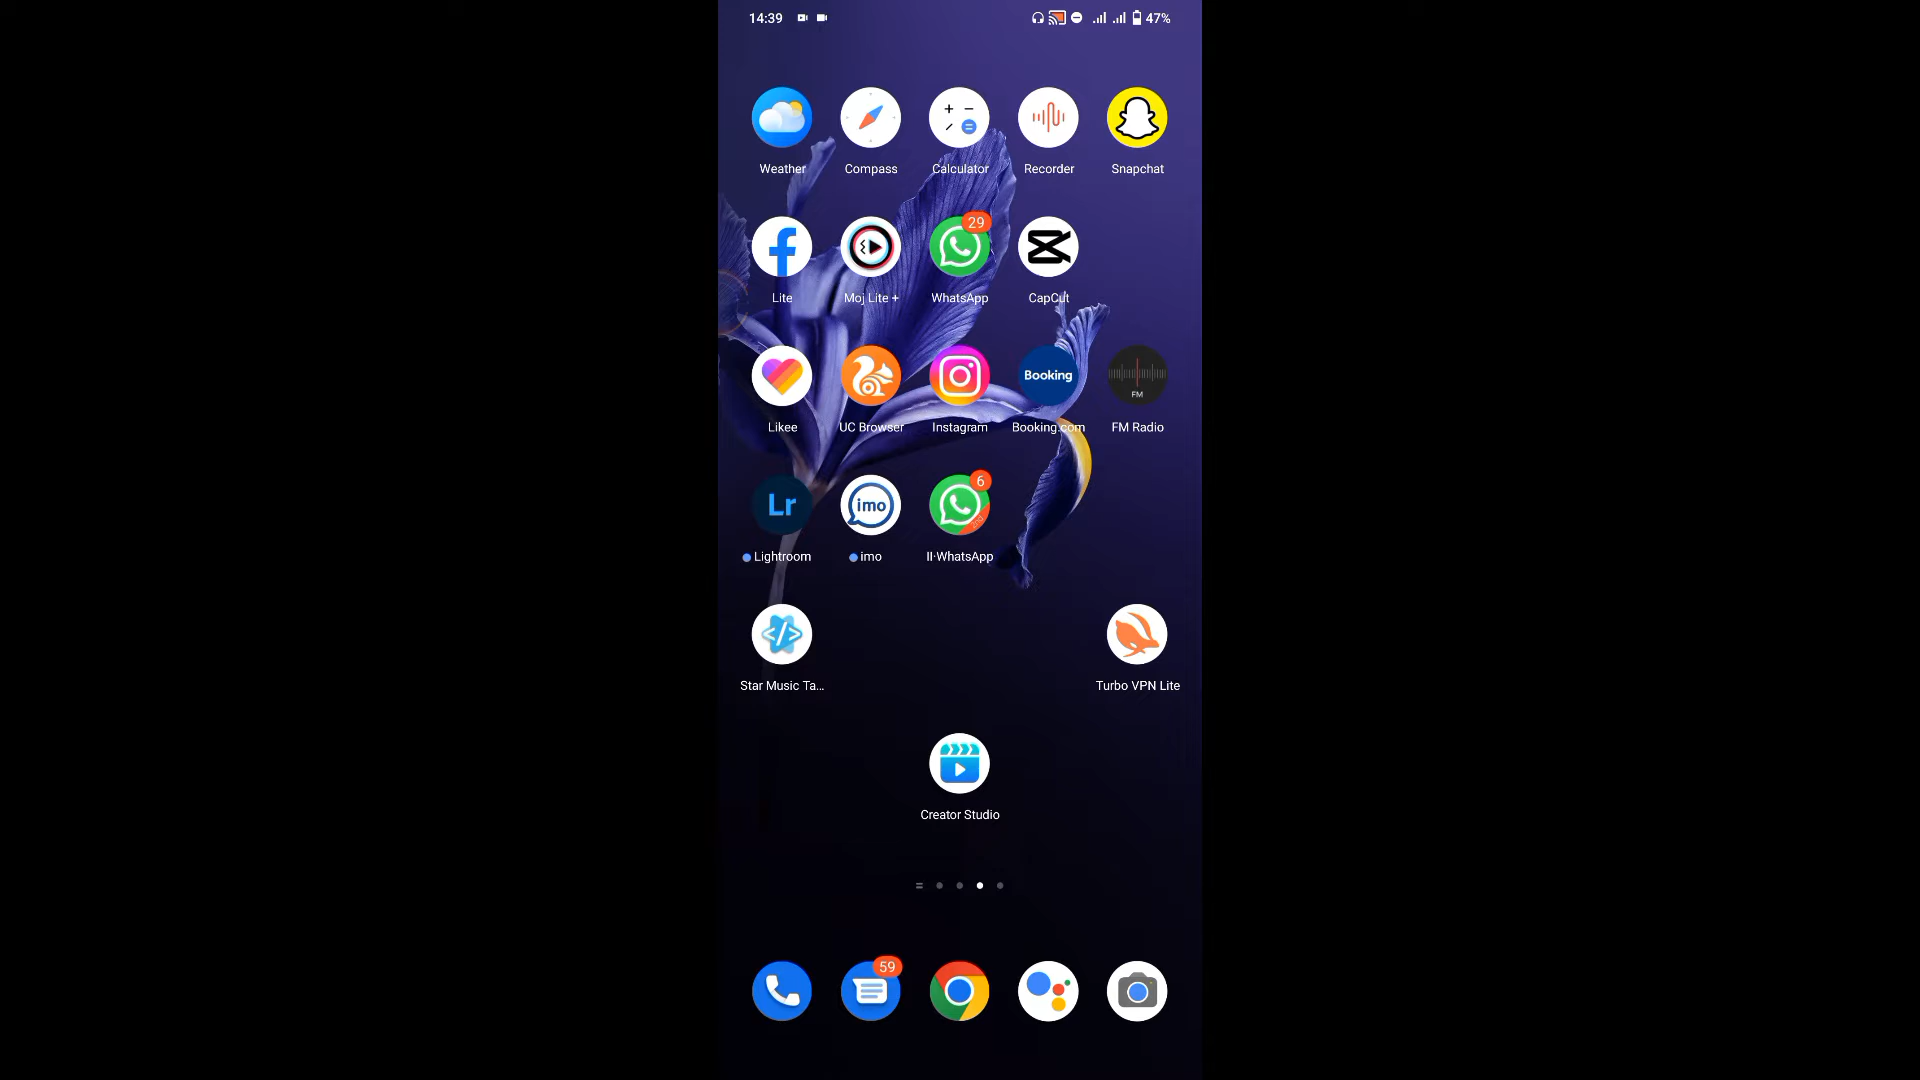 14:39 47%
Weather Compass Calculator Recorder Snapchat
29
Lite Moj Lite + WhatsApp CapCut
Booking
FM
Likee UC Browser Instagram Booking.com FM Radio
6
Lr imo 2nd
Lightroom imo II·WhatsApp
</>
Star Music Ta... Turbo VPN Lite
Creator Studio
59